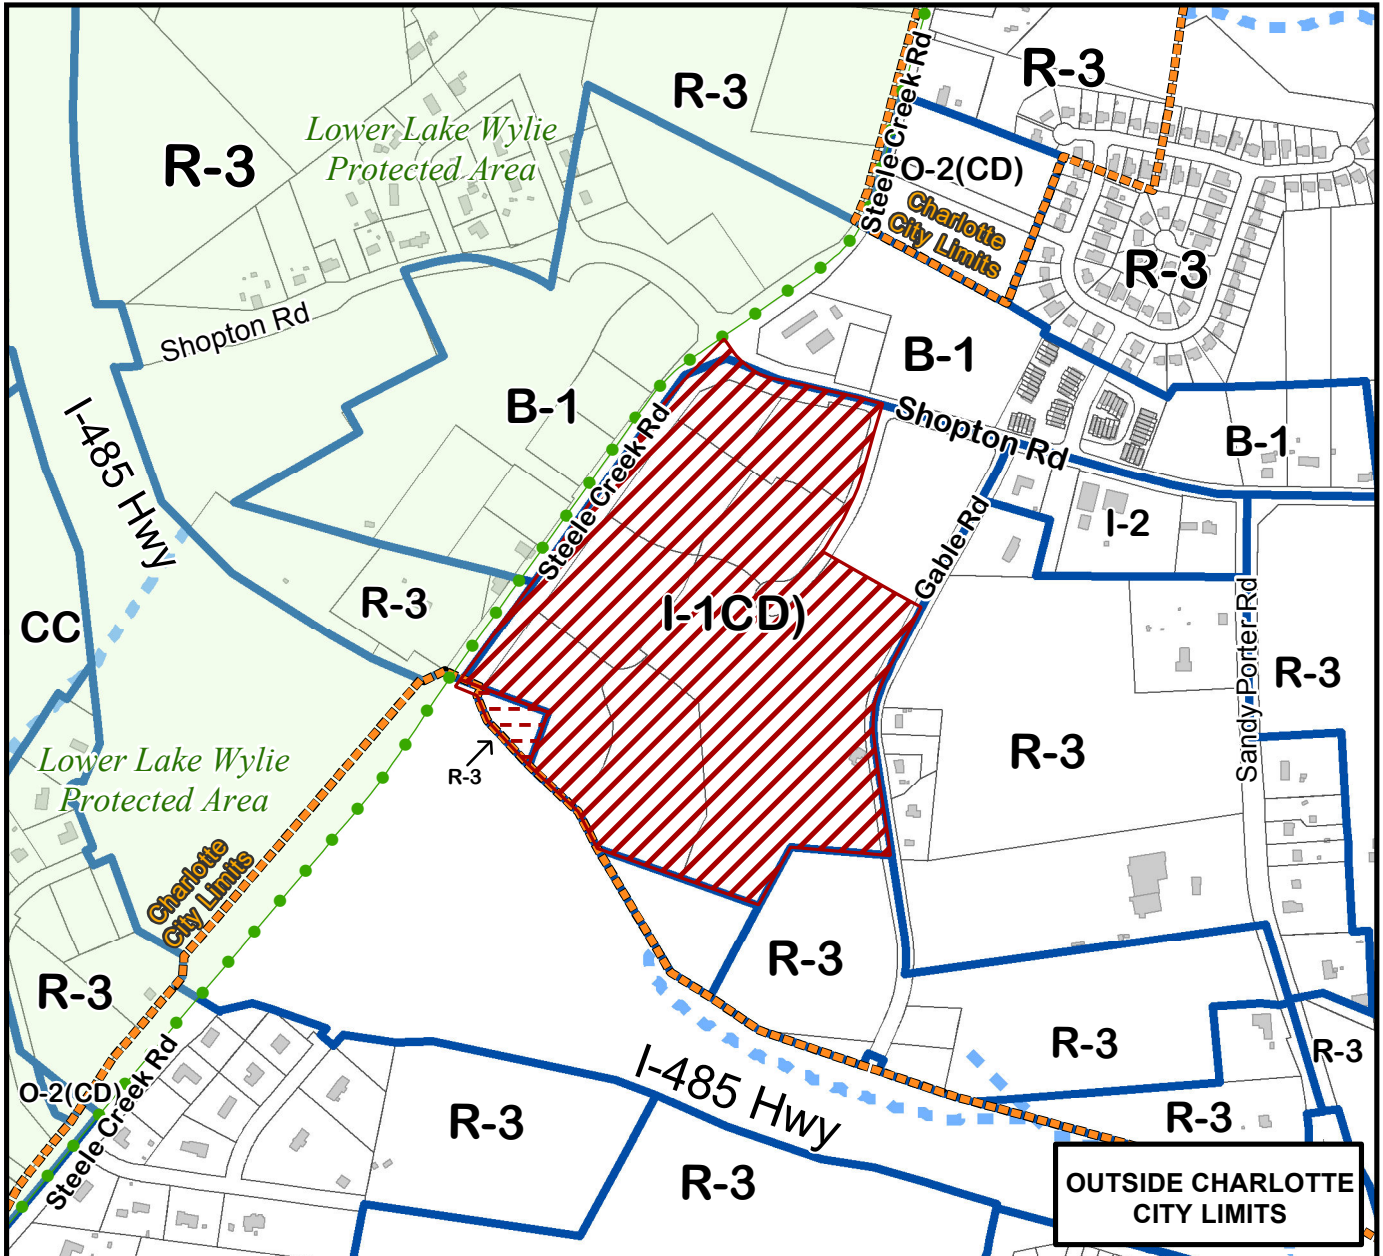 R-3
R-3
Steele Creek Rd
R-3
Lower Lake Wylie
Protected Area
O-2(CD)
Charlotte
City Limits
R-3
Shopton Rd
B-1
B-1
Shopton Rd
B-1
I-485 Hwy
Steele Creek Rd
I-2
Gable Rd
R-3
CC
I-1CD)
Sandy Porter Rd
R-3
R-3
R-3
Lower Lake Wylie
Protected Area
Charlotte
City Limits
R-3
R-3
R-3
R-3
I-485 Hwy
O-2(CD)
Steele Creek Rd
R-3
R-3
R-3
OUTSIDE CHARLOTTE
CITY LIMITS